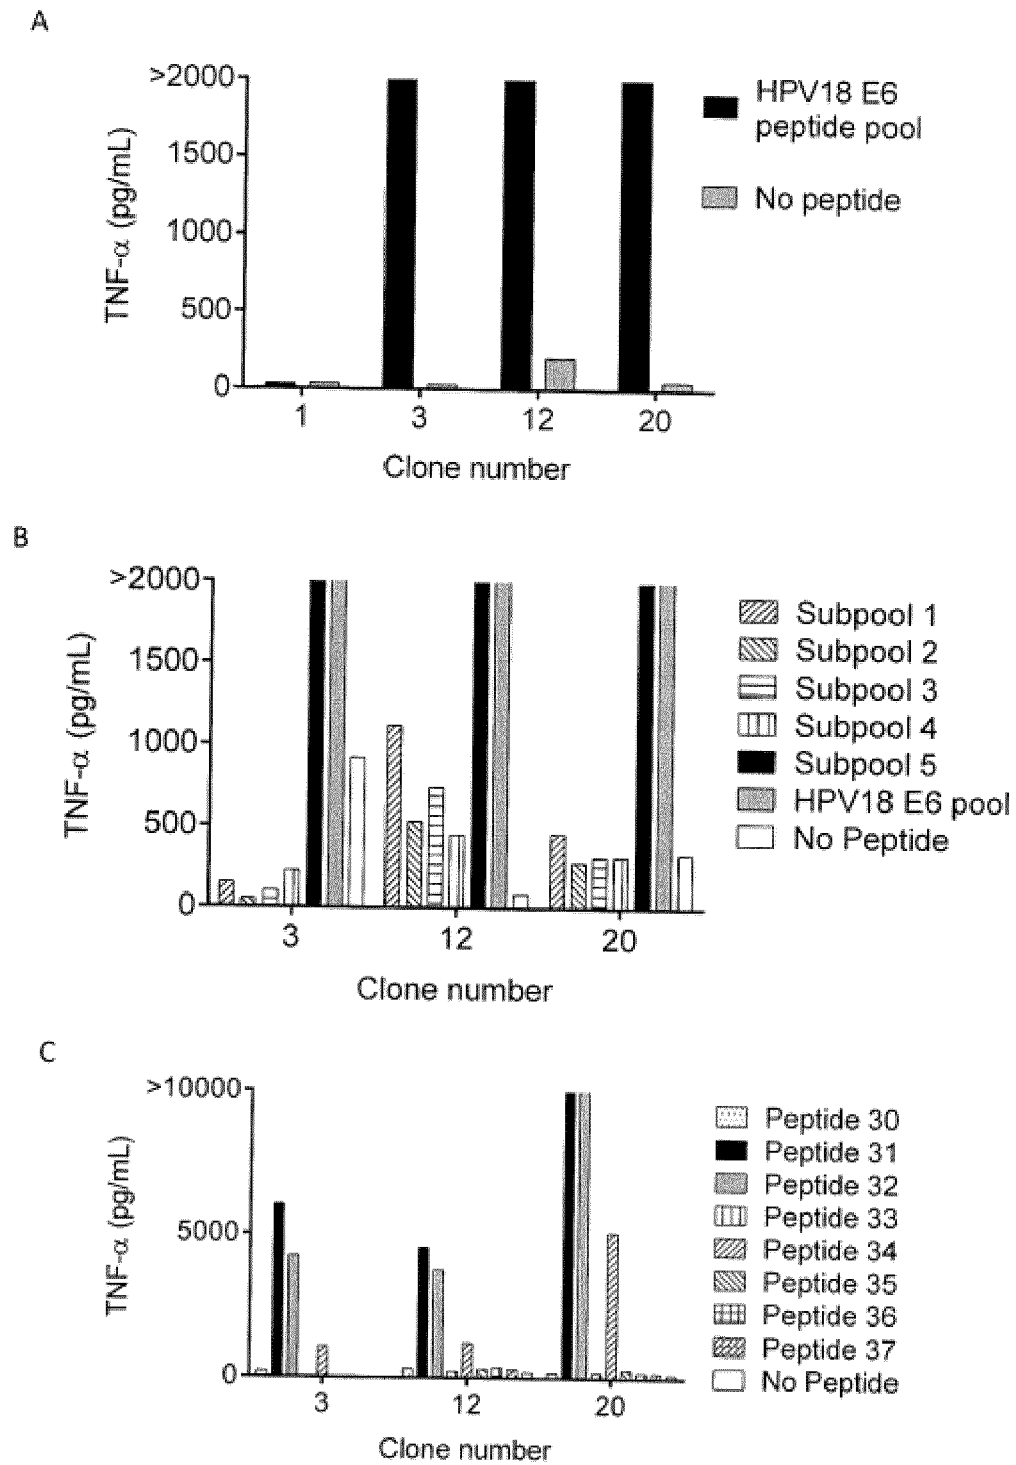 A
>2000
1500
1000
500
0
TNF-α (pg/mL)
1 3 12 20
Clone number
HPV18 E6
peptide pool
No peptide
B
>2000
1500
1000
500
0
TNF-α (pg/mL)
3 12 20
Clone number
Subpool 1
Subpool 2
Subpool 3
Subpool 4
Subpool 5
HPV18 E6 pool
No Peptide
C
>10000
5000
0
TNF-α (pg/mL)
3 12 20
Clone number
Peptide 30
Peptide 31
Peptide 32
Peptide 33
Peptide 34
Peptide 35
Peptide 36
Peptide 37
No Peptide